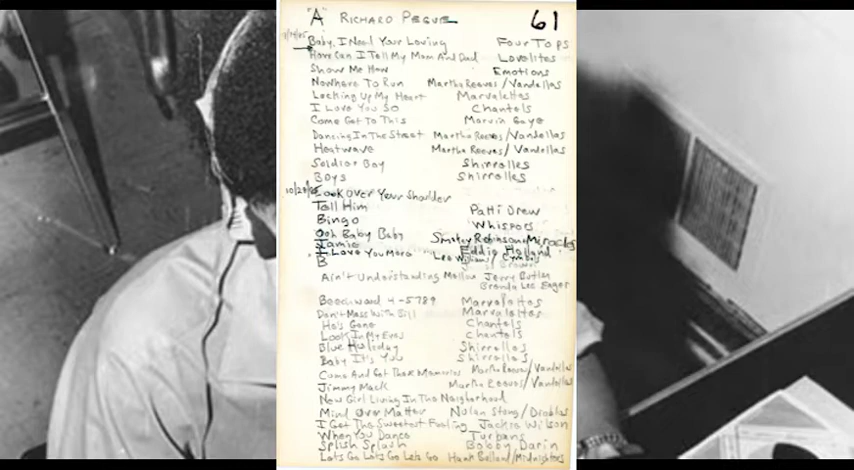 "A" RICHARD PEGUE 61
Baby, I Need Your Loving Four Tops
How Can I Tell My Mom And Dad Lovelites
Show Me How Emotions
Nowhere To Run Martha Reeves/Vandellas
Locking Up My Heart Marvelettes
I Love You So Chantels
Come Get To This Marvin Gaye
Dancing In The Street Martha Reeves/Vandellas
Heatwave Martha Reeves/Vandellas
Soldier Boy Shirrelles
Boys Shirrelles
Look Over Your Shoulder
Tell Him Patti Drew
Bingo Whispers
Ooh Baby Baby Smokey Robinson Miracles
Jamie Eddie Holland
I Love You More Lee Williams/Cymbals
B
Ain't Understanding Mellow Jerry Butler
Brenda Lee Eager
Beechwood 4-5789 Marvelettes
Don't Mess With Bill Marvelettes
He's Gone Chantels
Look In My Eyes Chantels
Blue Holiday Shirrelles
Baby It's You Shirrelles
Come And Get These Memories Martha Reeves/Vandellas
Jimmy Mack Martha Reeves/Vandellas
New Girl Living In The Neighborhood
Mind Over Matter Nolan Strong/Diablos
I Get The Sweetest Feeling Jackie Wilson
When You Dance Turbans
Splish Splash Bobby Darin
Lets Go Lets Go Lets Go Hank Ballard/Midnighters